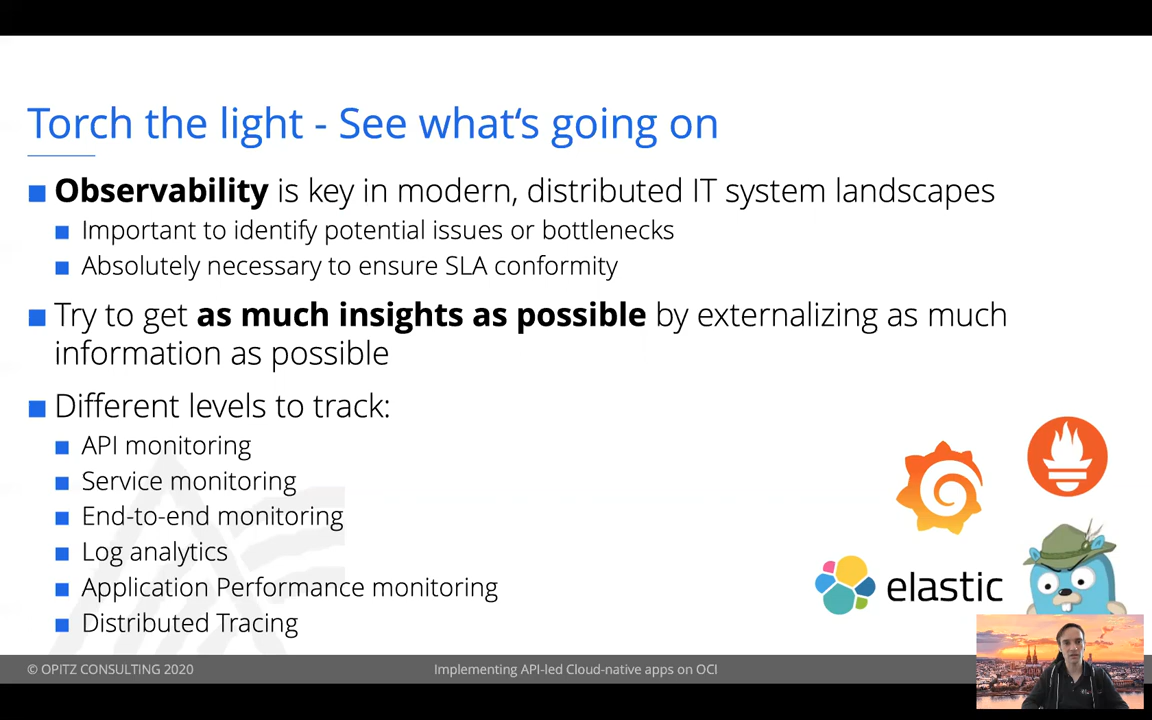 Torch the light - See what‘s going on
Observability is key in modern, distributed IT system landscapes
Important to identify potential issues or bottlenecks
Absolutely necessary to ensure SLA conformity
Try to get as much insights as possible by externalizing as much
information as possible
Different levels to track:
API monitoring
Service monitoring
End-to-end monitoring
Log analytics
Application Performance monitoring
Distributed Tracing
elastic
© OPITZ CONSULTING 2020
Implementing API-led Cloud-native apps on OCI